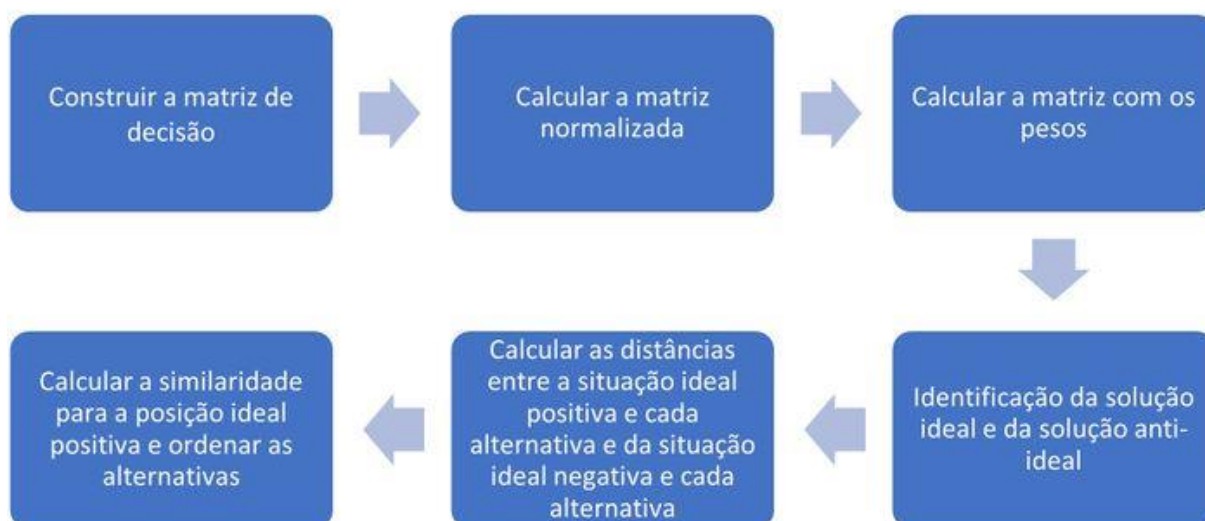 Construir a matriz de
decisão
Calcular a matriz
normalizada
Calcular a matriz com os
pesos
Identificação da solução
ideal e da solução anti-
ideal
Calcular as distâncias
entre a situação ideal
positiva e cada
alternativa e da situação
ideal negativa e cada
alternativa
Calcular a similaridade
para a posição ideal
positiva e ordenar as
alternativas